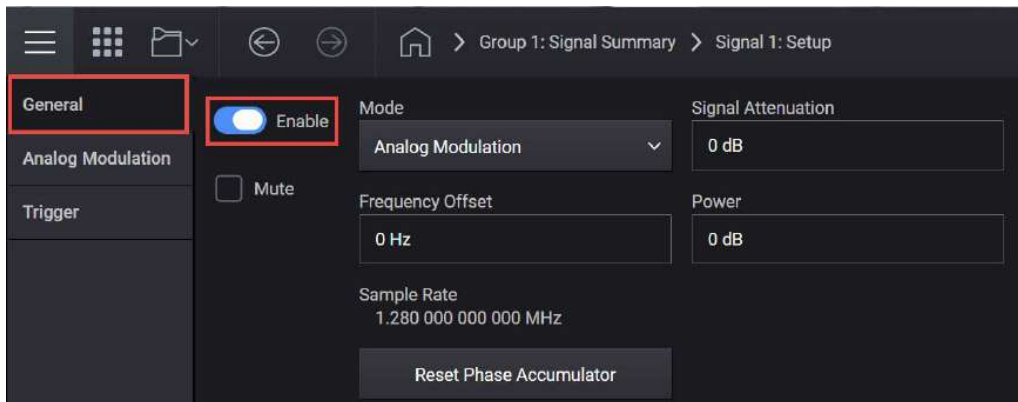 Group 1: Signal Summary > Signal 1: Setup
General
Analog Modulation
Trigger
Enable
Mute
Mode
Analog Modulation
Frequency Offset
0 Hz
Sample Rate
1.280 000 000 000 MHz
Reset Phase Accumulator
Signal Attenuation
0 dB
Power
0 dB